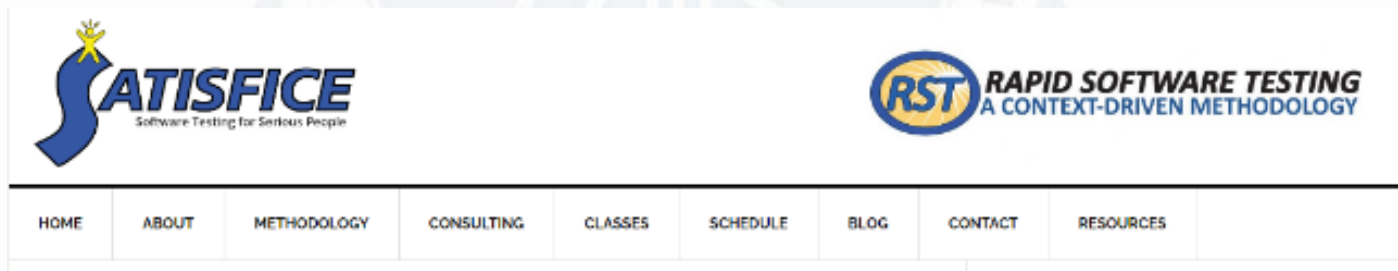 SATISFICE
Software Testing for Serious People
RST
RAPID SOFTWARE TESTING
A CONTEXT-DRIVEN METHODOLOGY
HOME ABOUT METHODOLOGY CONSULTING CLASSES SCHEDULE BLOG CONTACT RESOURCES